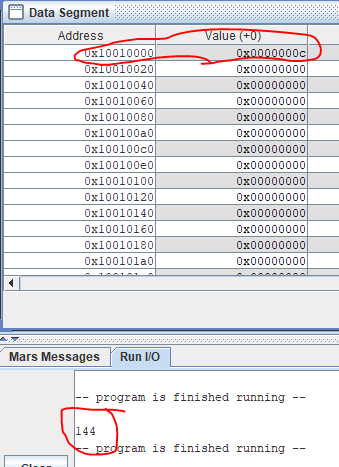 Data Segment
Address Value (+0)
0x10010000 0x0000000c
0x10010020 0x00000000
0x10010040 0x00000000
0x10010060 0x00000000
0x10010080 0x00000000
0x100100a0 0x00000000
0x100100c0 0x00000000
0x100100e0 0x00000000
0x10010100 0x00000000
0x10010120 0x00000000
0x10010140 0x00000000
0x10010160 0x00000000
0x10010180 0x00000000
0x100101a0 0x00000000
Mars Messages Run I/O
-- program is finished running --
144
-- program is finished running --